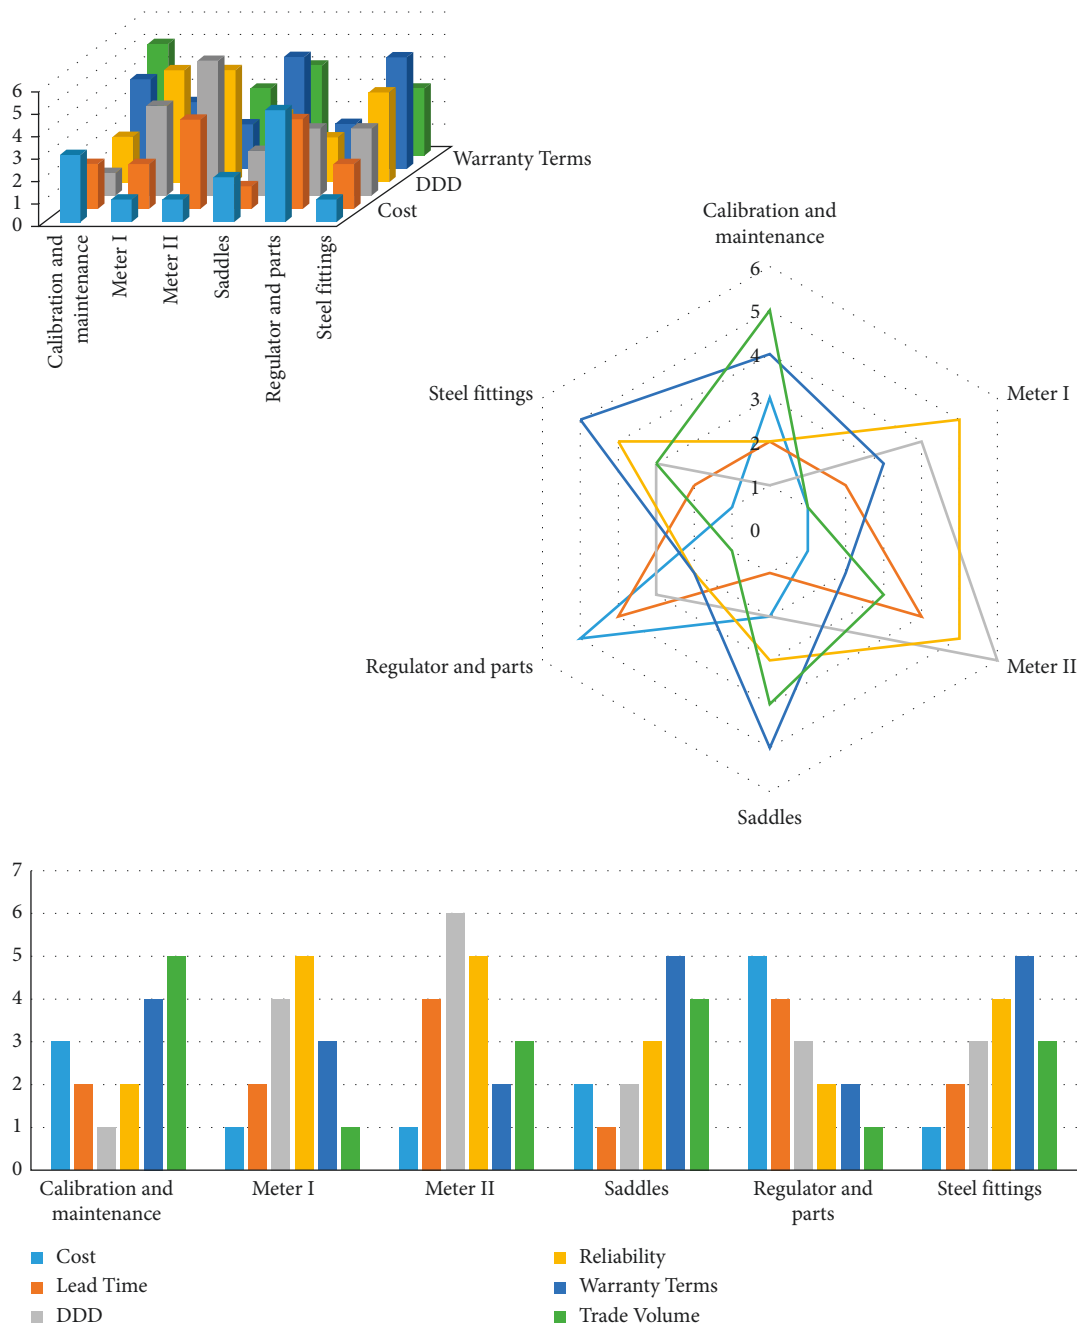 6
5
4
3
2
1
0
Warranty Terms
DDD
Cost
Calibration and
maintenance
Meter I
Meter II
Saddles
Regulator and parts
Steel fittings
Calibration and
maintenance
6
5
4
3
2
1
0
Steel fittings
Meter I
Regulator and parts
Meter II
Saddles
7
6
5
4
3
2
1
0
Calibration and
maintenance
Meter I
Meter II
Saddles
Regulator and
parts
Steel fittings
Cost
Lead Time
DDD
Reliability
Warranty Terms
Trade Volume